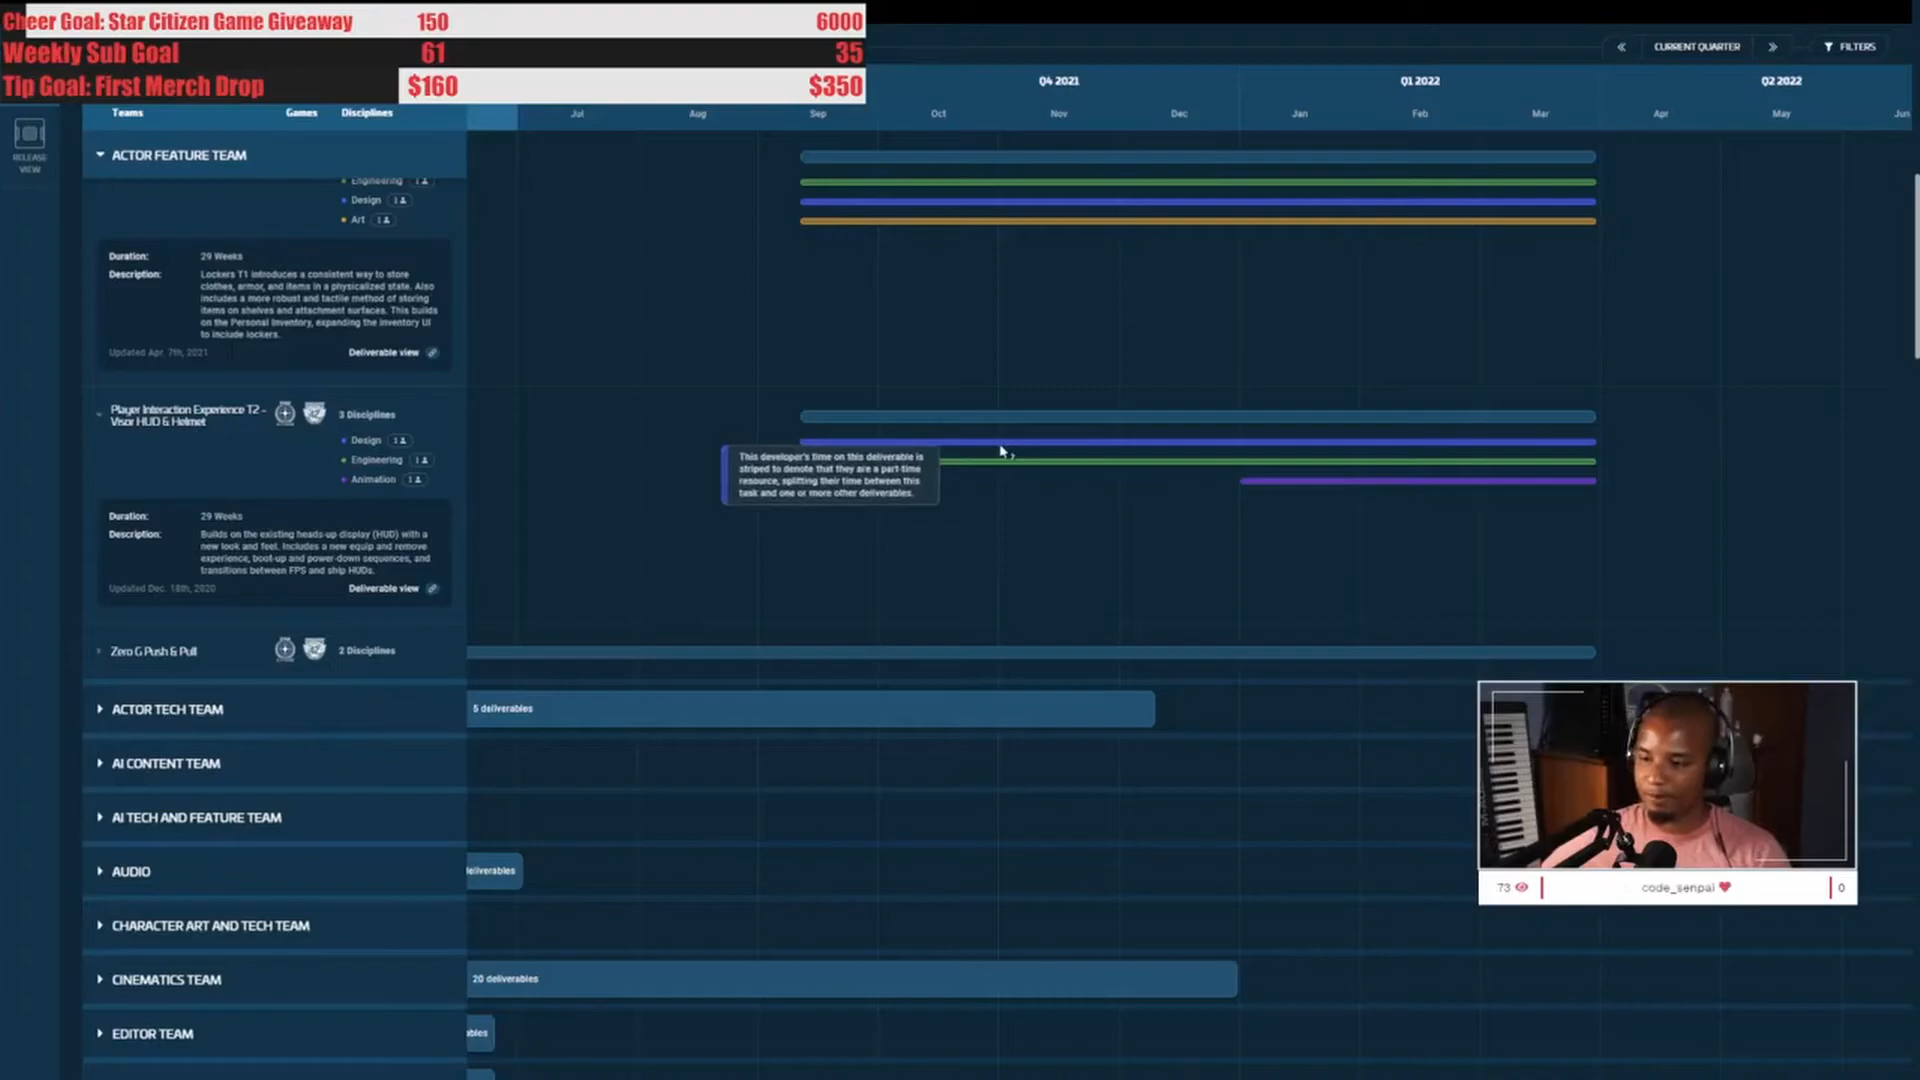 Cheer Goal: Star Citizen Game Giveaway 150 6000
Weekly Sub Goal 61 35
Tip Goal: First Merch Drop $160 $350
CURRENT QUARTER
FILTERS
Q4 2021 Q1 2022 Q2 2022
Teams Games Disciplines
Jul Aug Sep Oct Nov Dec Jan Feb Mar Apr May Jun
RELEASE
VIEW
ACTOR FEATURE TEAM
Engineering 1
Design 1
Art 1
Duration: 29 Weeks
Description: Lockers T1 introduces a consistent way to store
clothes, armor, and items in a physicalized state. Also
includes a more robust and tactile method of storing
items on shelves and attachment surfaces. This builds
on the Personal Inventory, expanding the inventory UI
to include lockers.
Updated Apr. 7th, 2021 Deliverable view
Player Interaction Experience T2 -
Visor HUD & Helmet
3 Disciplines
Design 1
Engineering 1
Animation 1
This developer's time on this deliverable is
striped to denote that they are a part-time
resource, splitting their time between this
task and one or more other deliverables.
Duration: 29 Weeks
Description: Builds on the existing heads-up display (HUD) with a
new look and feel. Includes a new equip and remove
experience, boot-up and power-down sequences, and
transitions between FPS and ship HUDs.
Updated Dec. 18th, 2020 Deliverable view
Zero G Push & Pull 2 Disciplines
ACTOR TECH TEAM 5 deliverables
AI CONTENT TEAM
AI TECH AND FEATURE TEAM
AUDIO deliverables
CHARACTER ART AND TECH TEAM
CINEMATICS TEAM 20 deliverables
EDITOR TEAM ables
73 code_senpai 0